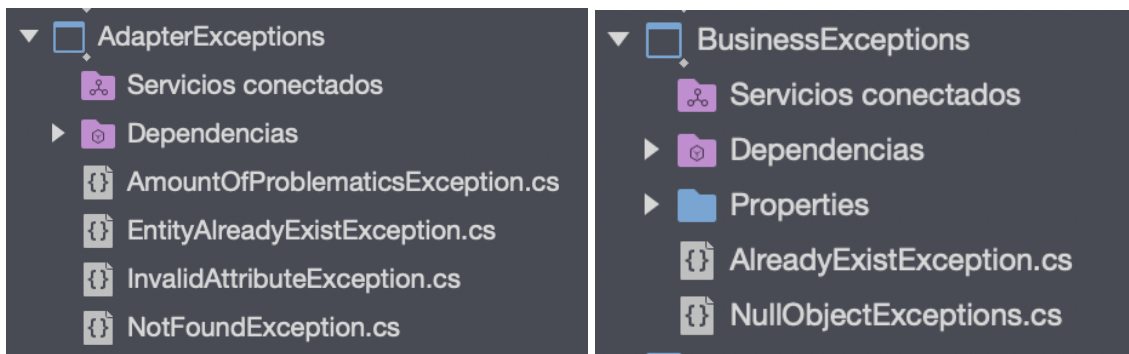 AdapterExceptions
Servicios conectados
Dependencias
AmountOfProblematicsException.cs
EntityAlreadyExistException.cs
InvalidAttributeException.cs
NotFoundException.cs
BusinessExceptions
Servicios conectados
Dependencias
Properties
AlreadyExistException.cs
NullObjectExceptions.cs